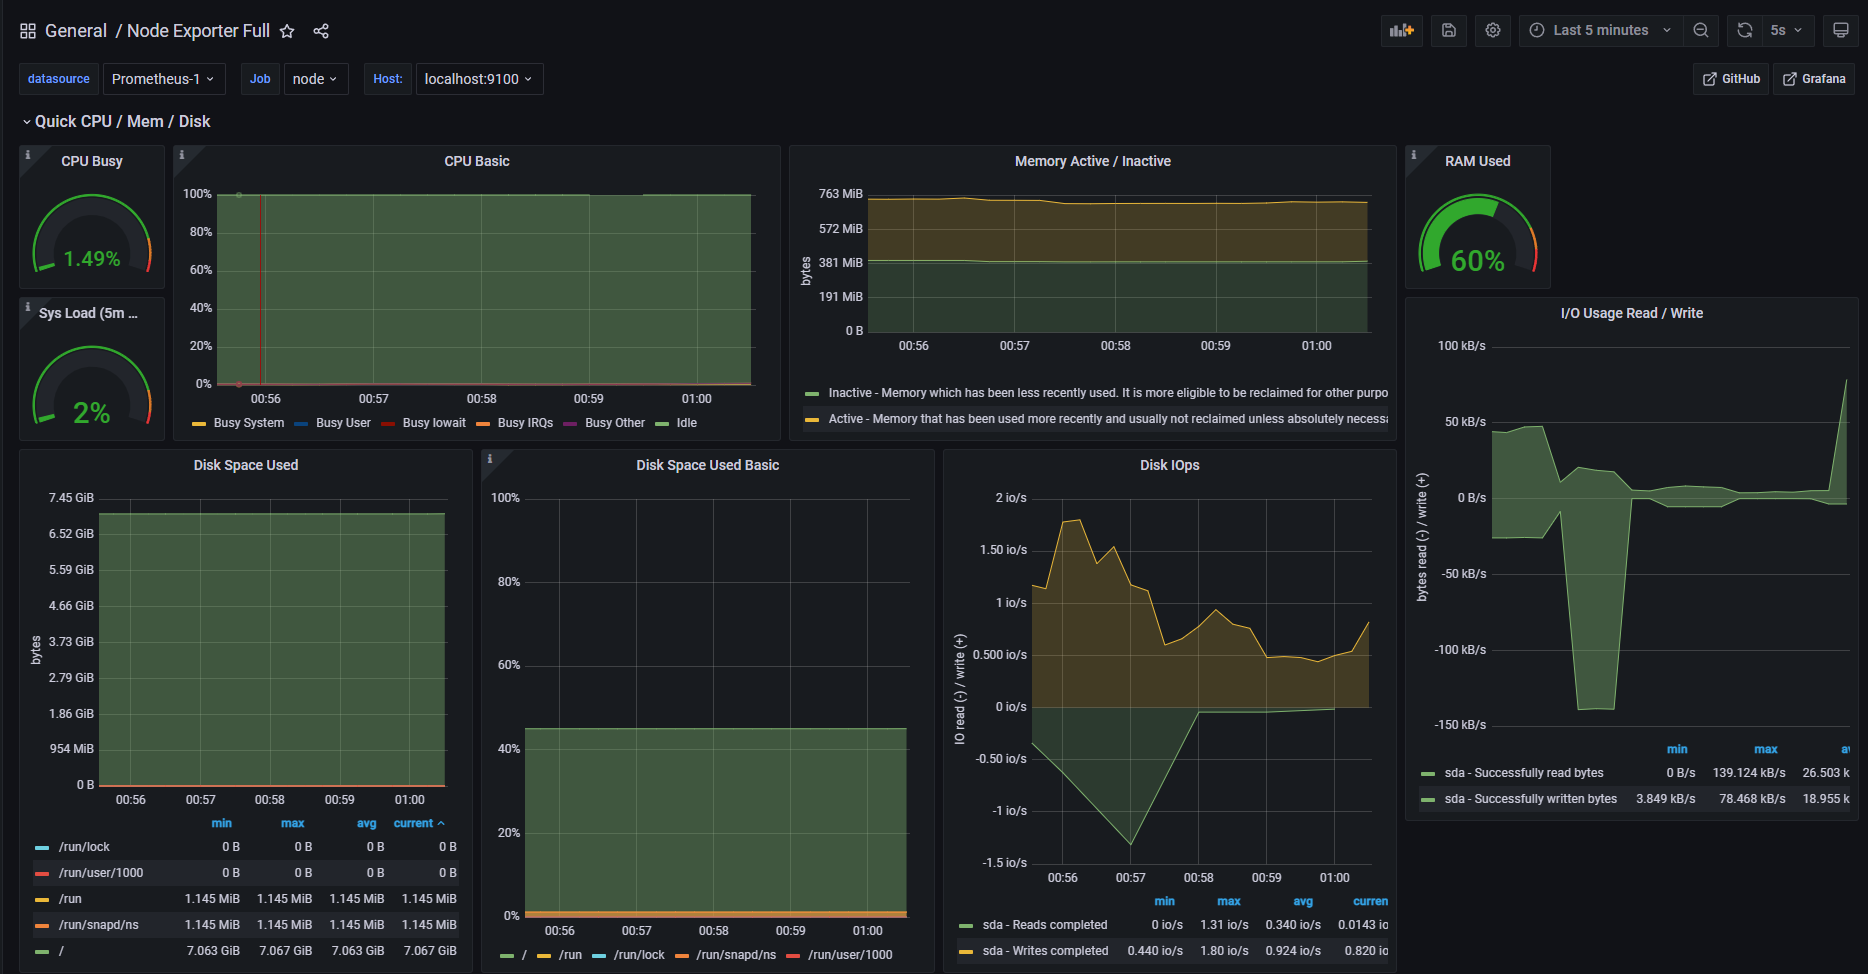 General / Node Exporter Full
Last 5 minutes
5s
datasource Prometheus-1 Job node Host: localhost:9100
GitHub Grafana
Quick CPU / Mem / Disk
CPU Busy
1.49%
Sys Load (5m ...
2%
CPU Basic
100%
80%
60%
40%
20%
0%
00:56 00:57 00:58 00:59 01:00
Busy System Busy User Busy Iowait Busy IRQs Busy Other Idle
Memory Active / Inactive
bytes
763 MiB
572 MiB
381 MiB
191 MiB
0 B
00:56 00:57 00:58 00:59 01:00
Inactive - Memory which has been less recently used. It is more eligible to be reclaimed for other purpo
Active - Memory that has been used more recently and usually not reclaimed unless absolutely necessa
RAM Used
60%
I/O Usage Read / Write
bytes read (-) / write (+)
100 kB/s
50 kB/s
0 B/s
-50 kB/s
-100 kB/s
-150 kB/s
min max av
sda - Successfully read bytes 0 B/s 139.124 kB/s 26.503 k
sda - Successfully written bytes 3.849 kB/s 78.468 kB/s 18.955 k
Disk Space Used
bytes
7.45 GiB
6.52 GiB
5.59 GiB
4.66 GiB
3.73 GiB
2.79 GiB
1.86 GiB
954 MiB
0 B
00:56 00:57 00:58 00:59 01:00
min max avg current
/run/lock 0 B 0 B 0 B 0 B
/run/user/1000 0 B 0 B 0 B 0 B
/run 1.145 MiB 1.145 MiB 1.145 MiB 1.145 MiB
/run/snapd/ns 1.145 MiB 1.145 MiB 1.145 MiB 1.145 MiB
/ 7.063 GiB 7.067 GiB 7.063 GiB 7.067 GiB
Disk Space Used Basic
100%
80%
60%
40%
20%
0%
00:56 00:57 00:58 00:59 01:00
/ /run /run/lock /run/snapd/ns /run/user/1000
Disk IOps
IO read (-) / write (+)
2 io/s
1.50 io/s
1 io/s
0.500 io/s
0 io/s
-0.50 io/s
-1 io/s
-1.5 io/s
00:56 00:57 00:58 00:59 01:00
min max avg curren
sda - Reads completed 0 io/s 1.31 io/s 0.340 io/s 0.0143 io
sda - Writes completed 0.440 io/s 1.80 io/s 0.924 io/s 0.820 io